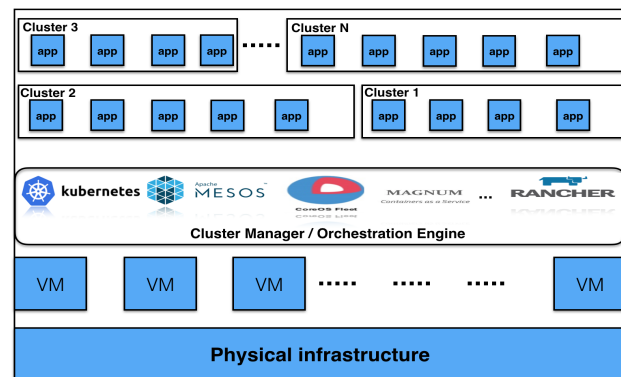 Cluster 3
Cluster N
app app app app ..... app app app app app
Cluster 2
Cluster 1
app app app app app app app app app
kubernetes
Apache
MESOS
CoreOS Fleet
MAGNUM
Containers as a Service
...
RANCHER
Cluster Manager / Orchestration Engine
VM VM VM ..... ..... ..... VM
Physical infrastructure